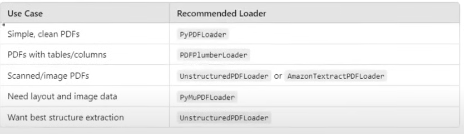 Use Case Recommended Loader
Simple, clean PDFs PyPDFLoader
PDFs with tables/columns PDFPlumberLoader
Scanned/image PDFs UnstructuredPDFLoader or AmazonTextractPDFLoader
Need layout and image data PyMuPDFLoader
Want best structure extraction UnstructuredPDFLoader